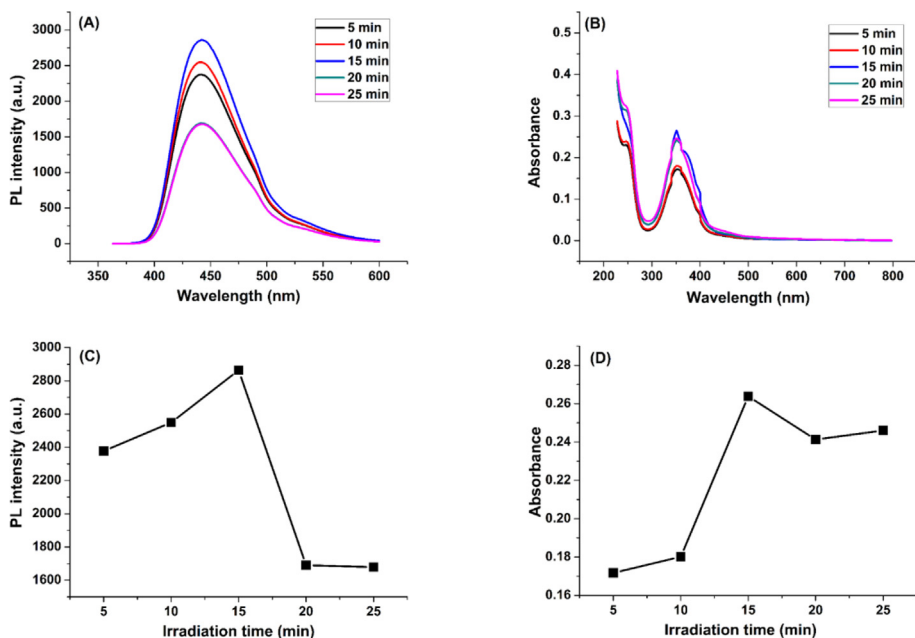 (A)
5 min
10 min
15 min
20 min
25 min
3000
2500
2000
1500
1000
500
0
PL intensity (a.u.)
350 400 450 500 550 600
Wavelength (nm)
(B)
5 min
10 min
15 min
20 min
25 min
0.5
0.4
0.3
0.2
0.1
0.0
Absorbance
200 300 400 500 600 700 800
Wavelength (nm)
(C)
3000
2800
2600
2400
2200
2000
1800
1600
PL intensity (a.u.)
5 10 15 20 25
Irradiation time (min)
(D)
0.28
0.26
0.24
0.22
0.20
0.18
0.16
Absorbance
5 10 15 20 25
Irradiation time (min)